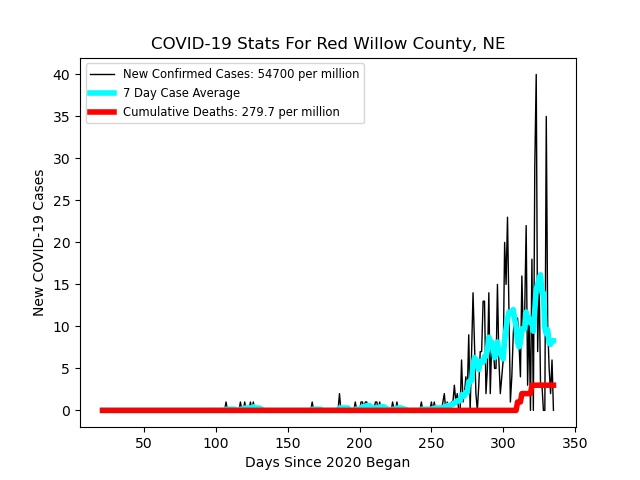 COVID-19 Stats For Red Willow County, NE
New Confirmed Cases: 54700 per million
7 Day Case Average
Cumulative Deaths: 279.7 per million
New COVID-19 Cases
40
35
30
25
20
15
10
5
0
50 100 150 200 250 300 350
Days Since 2020 Began